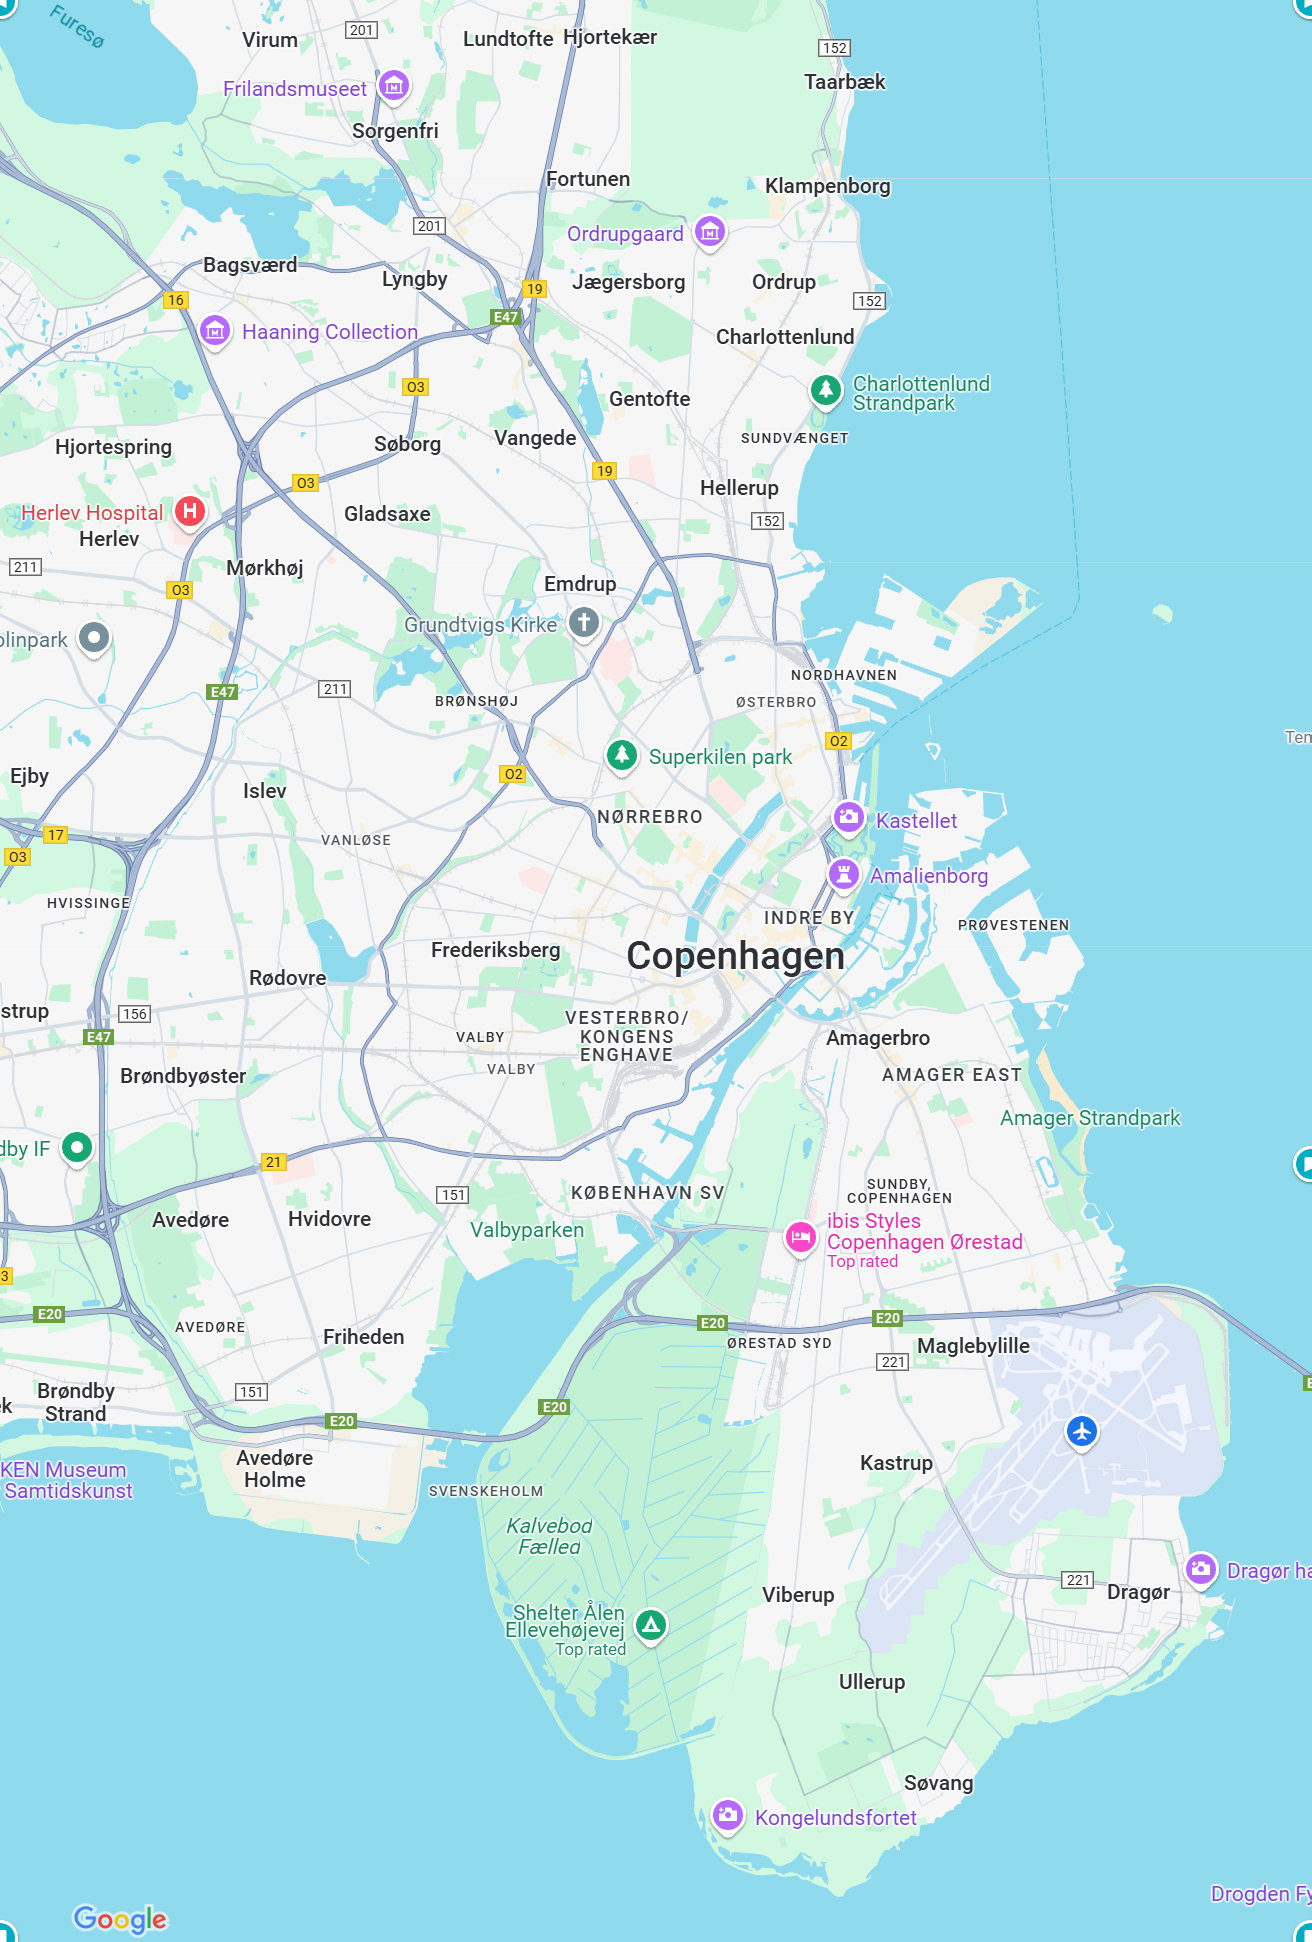 Furesø
Virum
201
Lundtofte
Hjortekær
152
Taarbæk
Frilandsmuseet
Sorgenfri
Fortunen
Klampenborg
201
Ordrupgaard
Bagsværd
Lyngby
Jægersborg
Ordrup
19
16
152
E47
Haaning Collection
Charlottenlund
O3
Gentofte
Charlottenlund
Strandpark
Hjortespring
Søborg
Vangede
SUNDVÆNGET
19
O3
Hellerup
Herlev Hospital
Herlev
Gladsaxe
152
211
Mørkhøj
O3
Emdrup
Grundtvigs Kirke
olinpark
NORDHAVNEN
E47
211
BRØNSHØJ
ØSTERBRO
Tem
O2
Superkilen park
Ejby
O2
Islev
NØRREBRO
Kastellet
17
VANLØSE
O3
Amalienborg
HVISSINGE
INDRE BY
PRØVESTENEN
Frederiksberg
Copenhagen
Rødovre
strup
156
VESTERBRO/
KONGENS
ENGHAVE
E47
VALBY
Amagerbro
VALBY
Brøndbyøster
AMAGER EAST
Amager Strandpark
dby IF
21
151
KØBENHAVN SV
SUNDBY,
COPENHAGEN
Avedøre
Hvidovre
Valbyparken
ibis Styles
Copenhagen Ørestad
Top rated
3
E20
AVEDØRE
Friheden
E20
E20
ØRESTAD SYD
Maglebylille
221
E
Brøndby
Strand
k
151
E20
E20
Avedøre
Holme
KEN Museum
Samtidskunst
SVENSKEHOLM
Kastrup
Kalvebod
Fælled
221
Dragør ha
Dragør
Viberup
Shelter Ålen
Ellevehøjevej
Top rated
Ullerup
Søvang
Kongelundsfortet
Drogden Fy
Google